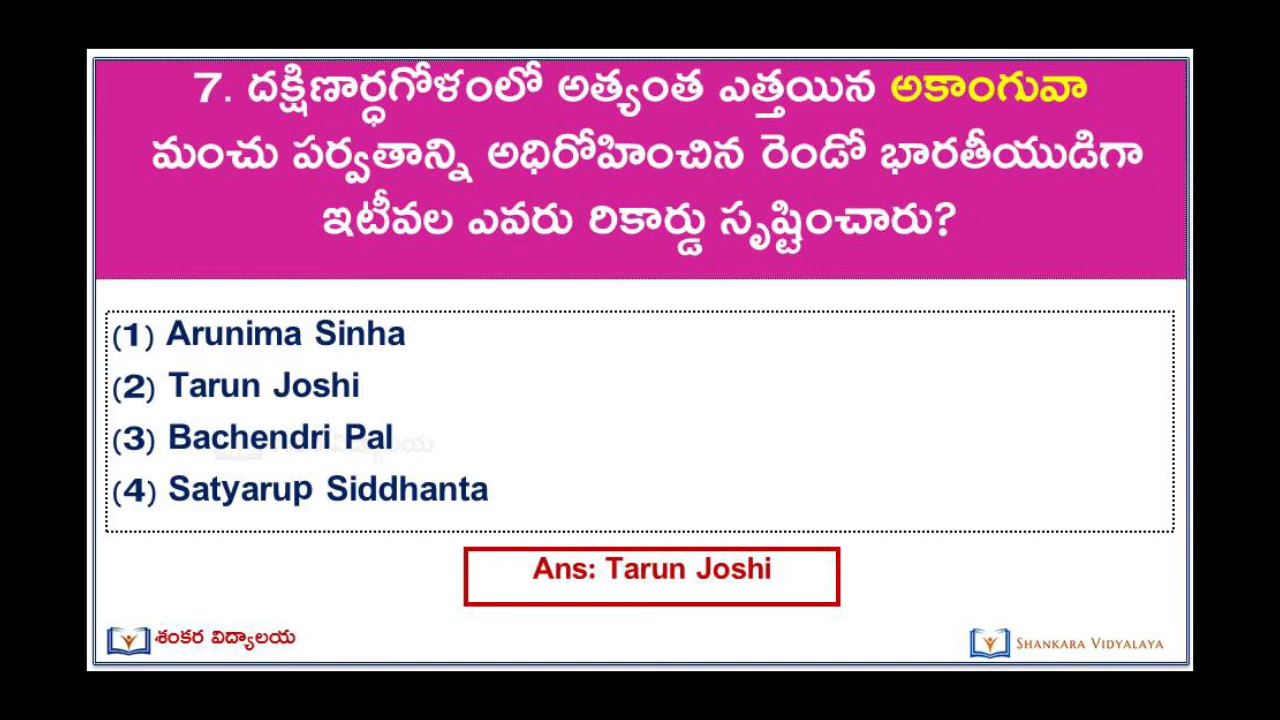 7. దక్షిణార్ధగోళంలో అత్యంత ఎత్తయిన అకాంగువా
మంచు పర్వతాన్ని అధిరోహించిన రెండో భారతీయుడిగా
ఇటీవల ఎవరు రికార్డు సృష్టించారు?
(1) Arunima Sinha
(2) Tarun Joshi
(3) Bachendri Pal
(4) Satyarup Siddhanta
Ans: Tarun Joshi
శంకర విద్యాలయ
SHANKARA VIDYALAYA